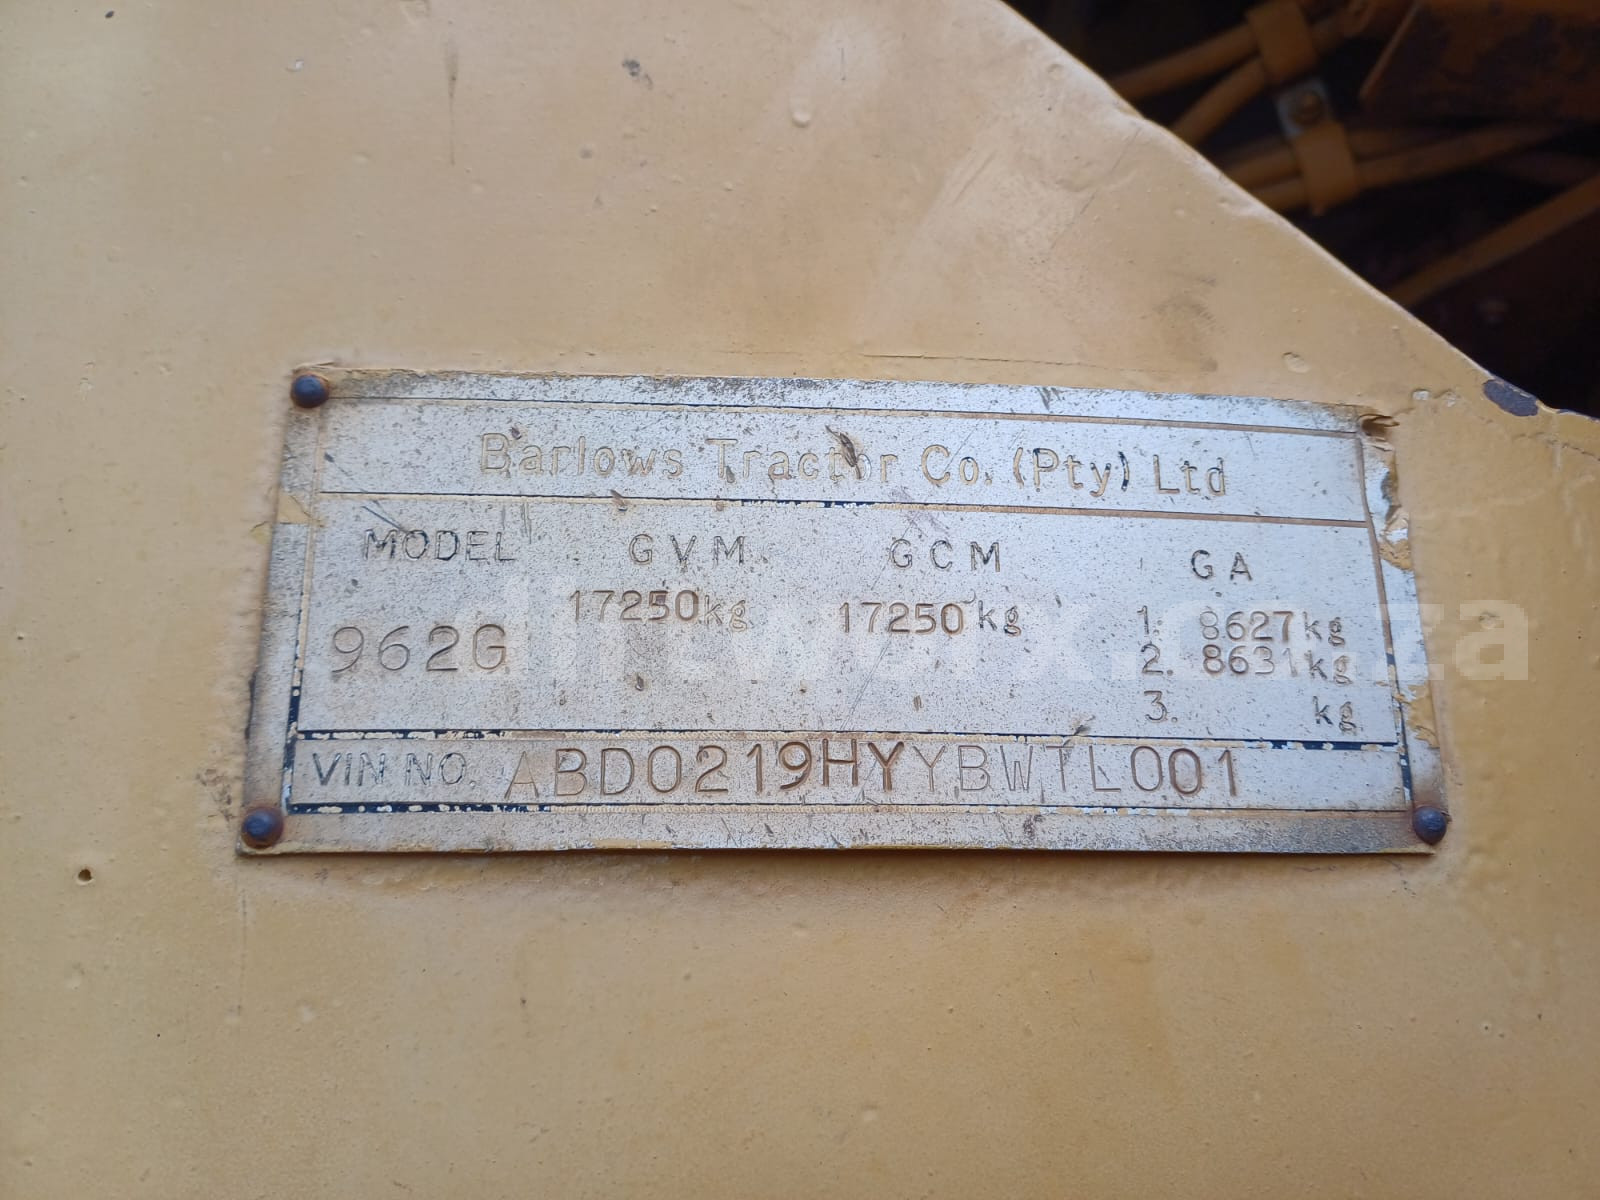 Barlows Tractor Co. (Pty) Ltd
MODEL GVM GCM GA
962G 17250kg 17250kg 1. 8627kg
2. 8631kg
3. kg
VIN NO. ABD0219HYYBWTL001